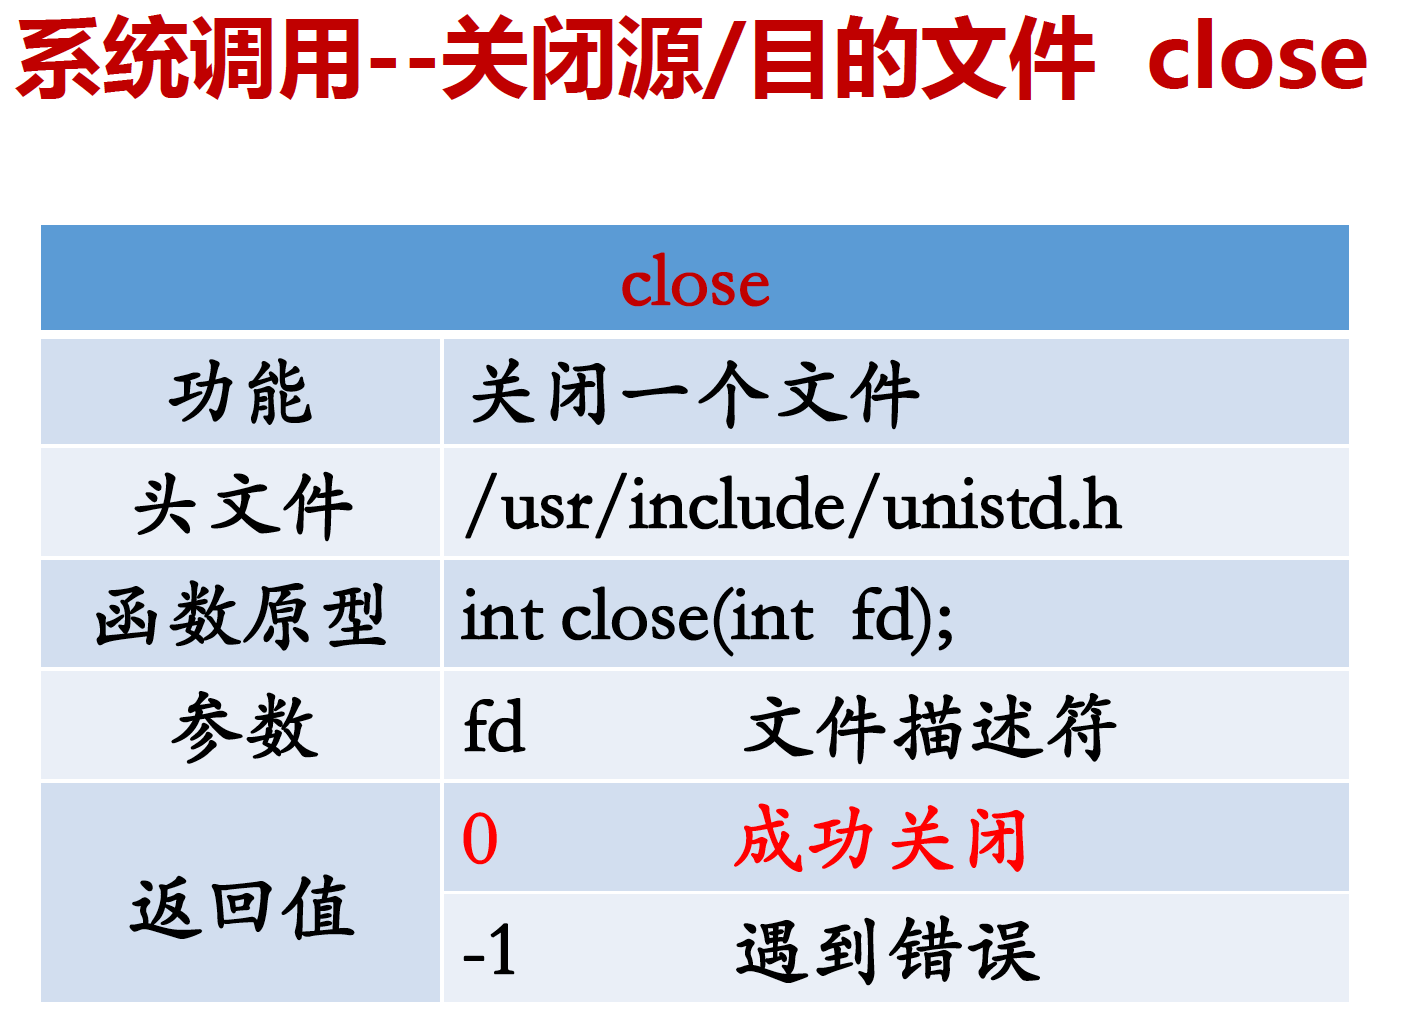 系统调用--关闭源/目的文件 close
close
功能 关闭一个文件
头文件 /usr/include/unistd.h
函数原型 int close(int fd);
参数 fd 文件描述符
返回值
0 成功关闭
-1 遇到错误